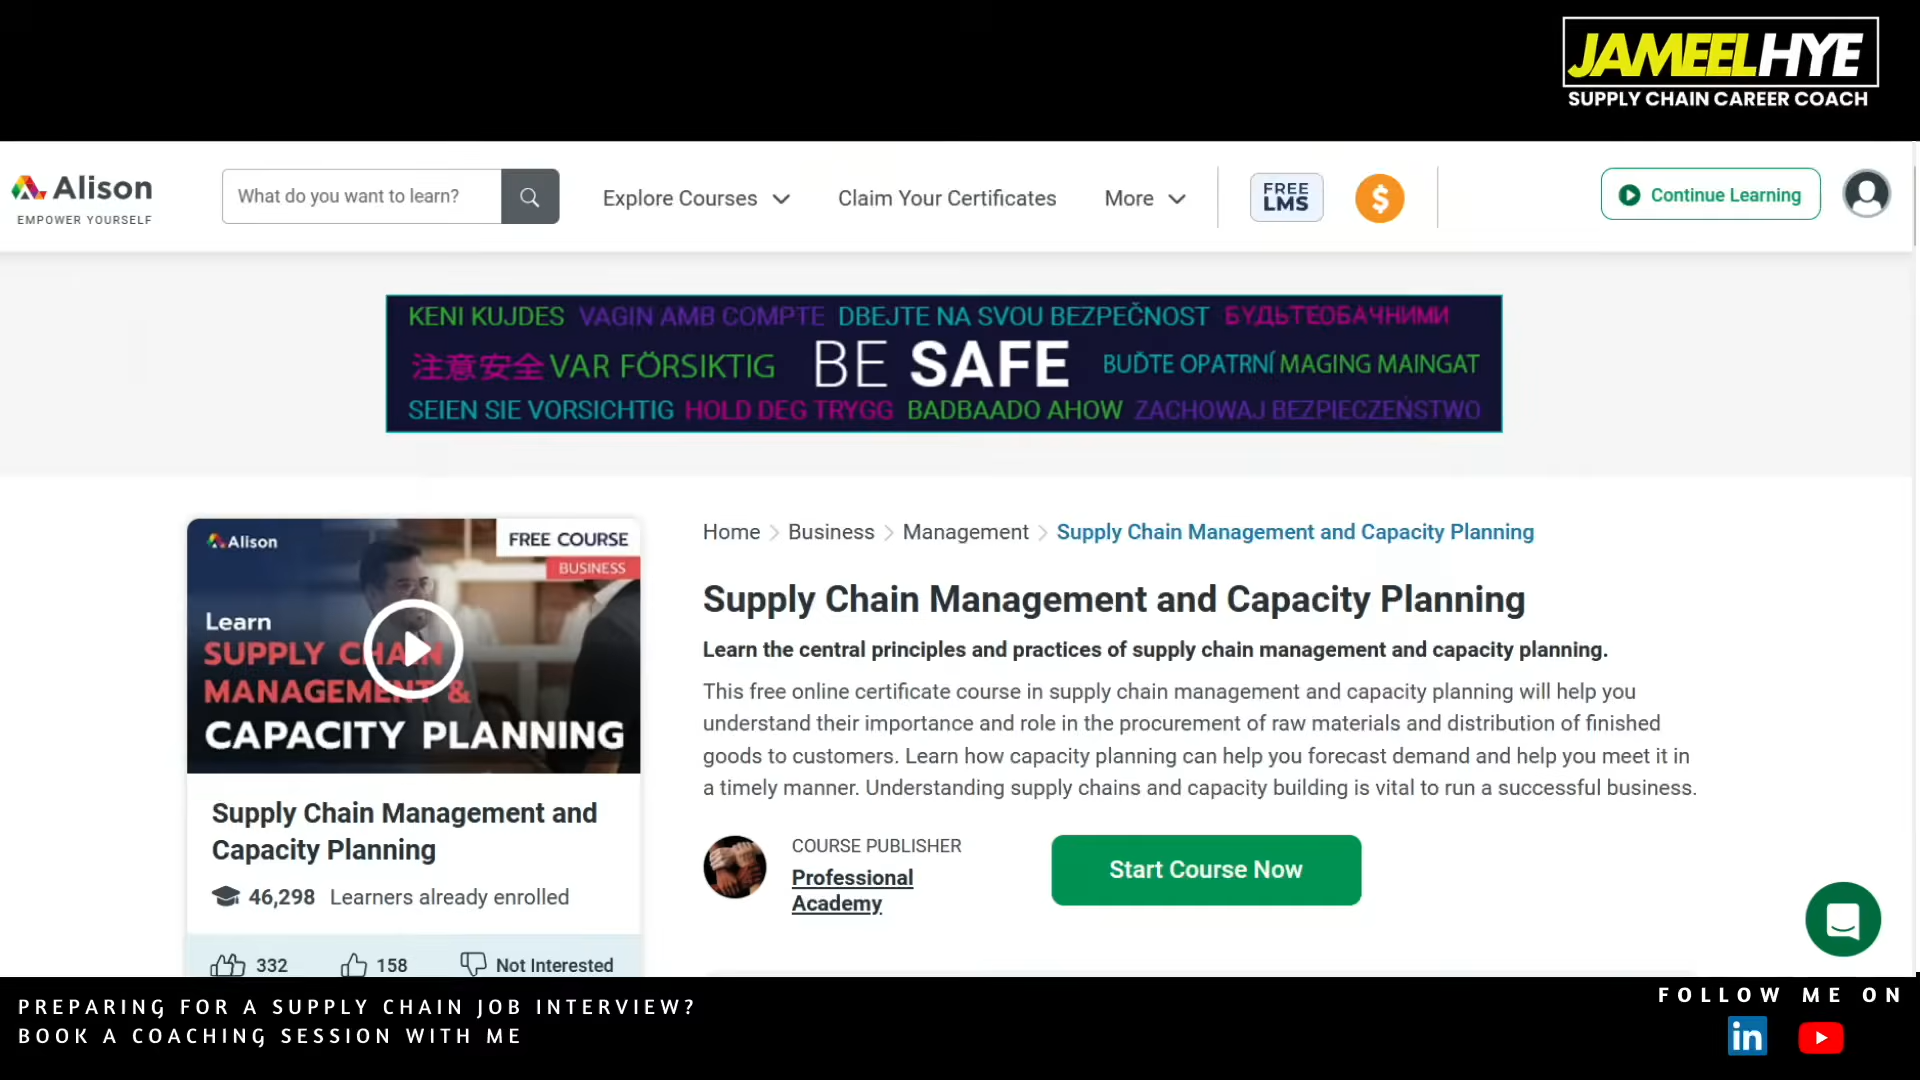 JAMEELHYE
SUPPLY CHAIN CAREER COACH
Alison
EMPOWER YOURSELF
What do you want to learn?
Explore Courses
Claim Your Certificates
More
FREE
LMS
$
Continue Learning
KENI KUJDES VAGIN AMB COMPTE DBEJTE NA SVOU BEZPEČNOST БУДЬТЕОБАЧНИМИ
注意安全 VAR FÖRSIKTIG BE SAFE BUĎTE OPATRNÍ MAGING MAINGAT
SEIEN SIE VORSICHTIG HOLD DEG TRYGG BADBAADO AHOW ZACHOWAJ BEZPIECZEŃSTWO
Alison
FREE COURSE
BUSINESS
Learn
SUPPLY CHAIN
MANAGEMENT &
CAPACITY PLANNING
Supply Chain Management and
Capacity Planning
46,298 Learners already enrolled
332
158
Not Interested
Home > Business > Management > Supply Chain Management and Capacity Planning
Supply Chain Management and Capacity Planning
Learn the central principles and practices of supply chain management and capacity planning.
This free online certificate course in supply chain management and capacity planning will help you
understand their importance and role in the procurement of raw materials and distribution of finished
goods to customers. Learn how capacity planning can help you forecast demand and help you meet it in
a timely manner. Understanding supply chains and capacity building is vital to run a successful business.
COURSE PUBLISHER
Professional
Academy
Start Course Now
PREPARING FOR A SUPPLY CHAIN JOB INTERVIEW?
BOOK A COACHING SESSION WITH ME
FOLLOW ME ON
in